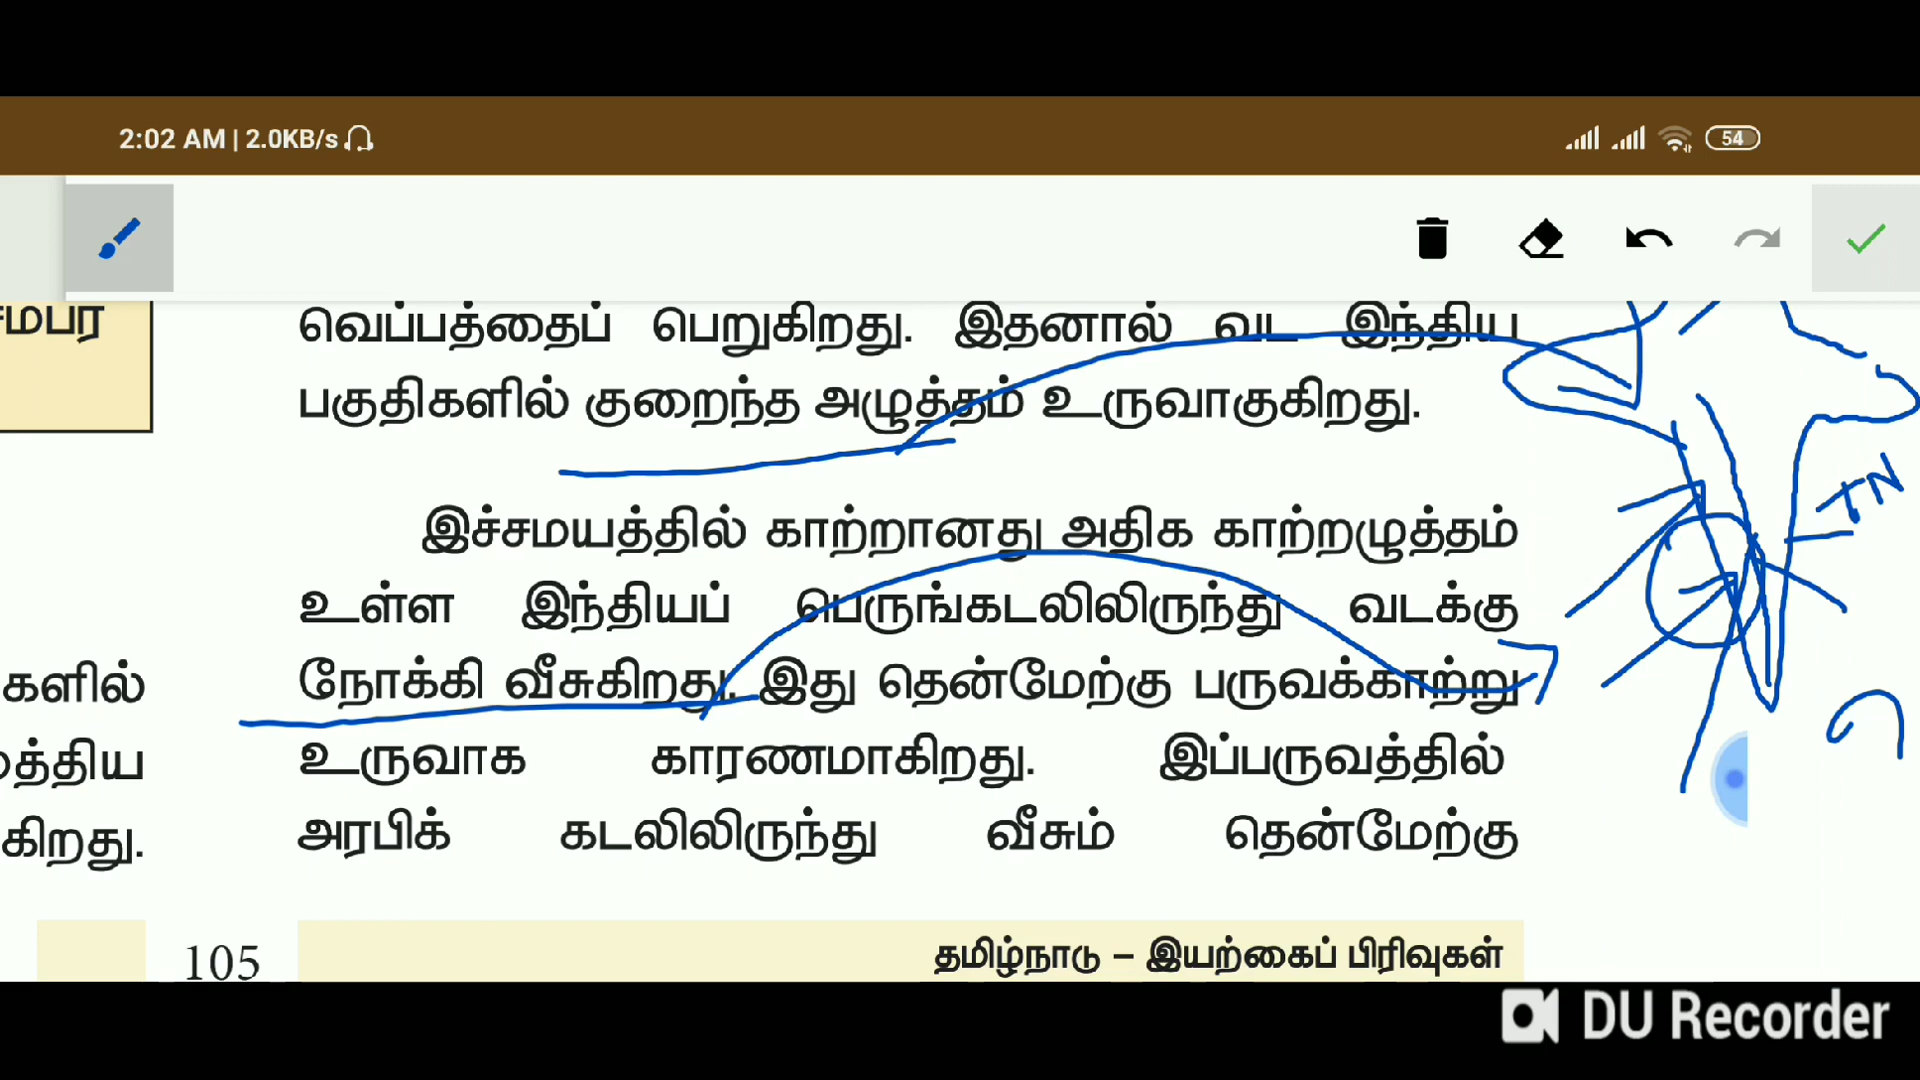 2:02 AM | 2.0KB/s
54
வெப்பத்தைப் பெறுகிறது. இதனால் வட இந்திய
பகுதிகளில் குறைந்த அழுத்தம் உருவாகுகிறது.
இச்சமயத்தில் காற்றானது அதிக காற்றழுத்தம்
உள்ள இந்தியப் பெருங்கடலிலிருந்து வடக்கு
நோக்கி வீசுகிறது. இது தென்மேற்கு பருவக்காற்று
உருவாக காரணமாகிறது. இப்பருவத்தில்
அரபிக் கடலிலிருந்து வீசும் தென்மேற்கு
TN
களில்
கிறது.
105
தமிழ்நாடு – இயற்கைப் பிரிவுகள்
DU Recorder